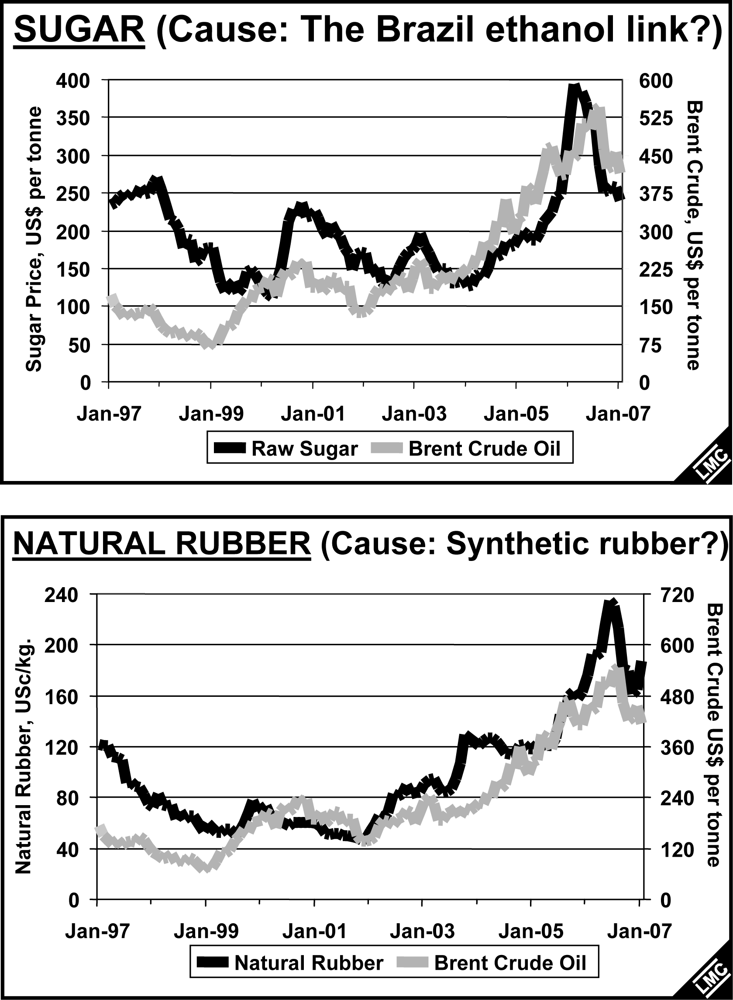 SUGAR (Cause: The Brazil ethanol link?)
Sugar Price, US$ per tonne
400
350
300
250
200
150
100
50
0
600
525
450
375
300
225
150
75
0
Brent Crude, US$ per tonne
Jan-97 Jan-99 Jan-01 Jan-03 Jan-05 Jan-07
Raw Sugar Brent Crude Oil
LMC
NATURAL RUBBER (Cause: Synthetic rubber?)
Natural Rubber, USc/kg.
240
200
160
120
80
40
0
720
600
480
360
240
120
0
Brent Crude US$ per tonne
Jan-97 Jan-99 Jan-01 Jan-03 Jan-05 Jan-07
Natural Rubber Brent Crude Oil
LMC